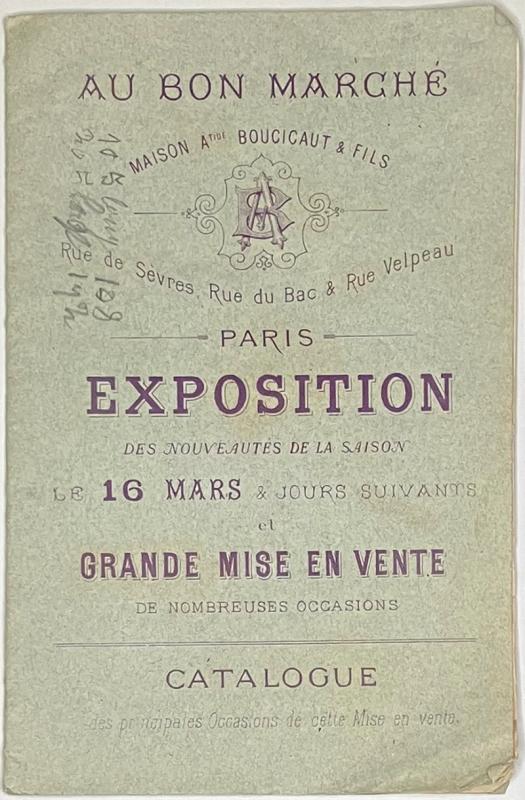 AU BON MARCHÉ
MAISON Atide BOUCICAUT & FILS
AB
Rue de Sèvres, Rue du Bac & Rue Velpeau
PARIS
EXPOSITION
DES NOUVEAUTÉS DE LA SAISON
LE 16 MARS & JOURS SUIVANTS
et
GRANDE MISE EN VENTE
DE NOMBREUSES OCCASIONS
CATALOGUE
des principales Occasions de cette Mise en vente.